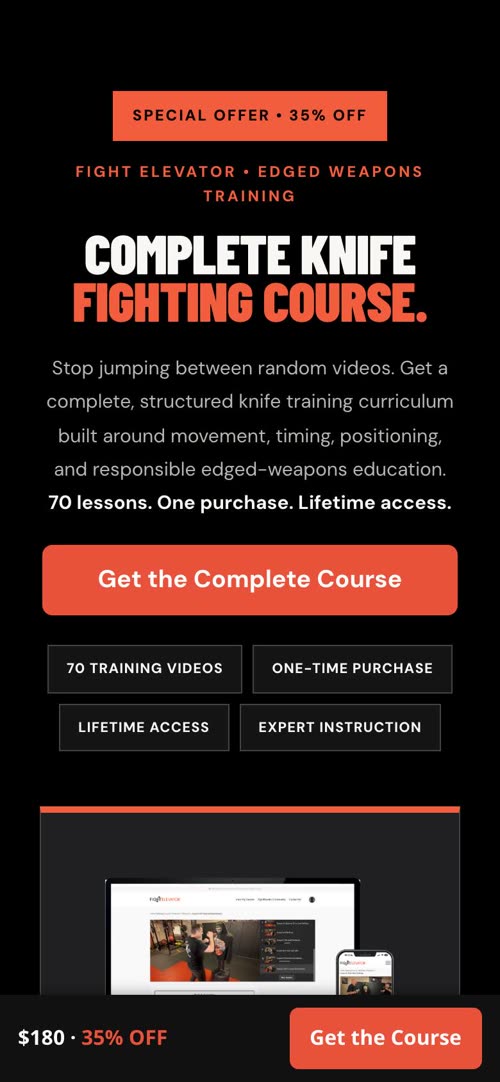 SPECIAL OFFER • 35% OFF
FIGHT ELEVATOR • EDGED WEAPONS
TRAINING
COMPLETE KNIFE
FIGHTING COURSE.
Stop jumping between random videos. Get a
complete, structured knife training curriculum
built around movement, timing, positioning,
and responsible edged-weapons education.
70 lessons. One purchase. Lifetime access.
Get the Complete Course
70 TRAINING VIDEOS
ONE-TIME PURCHASE
LIFETIME ACCESS
EXPERT INSTRUCTION
$180 · 35% OFF
Get the Course